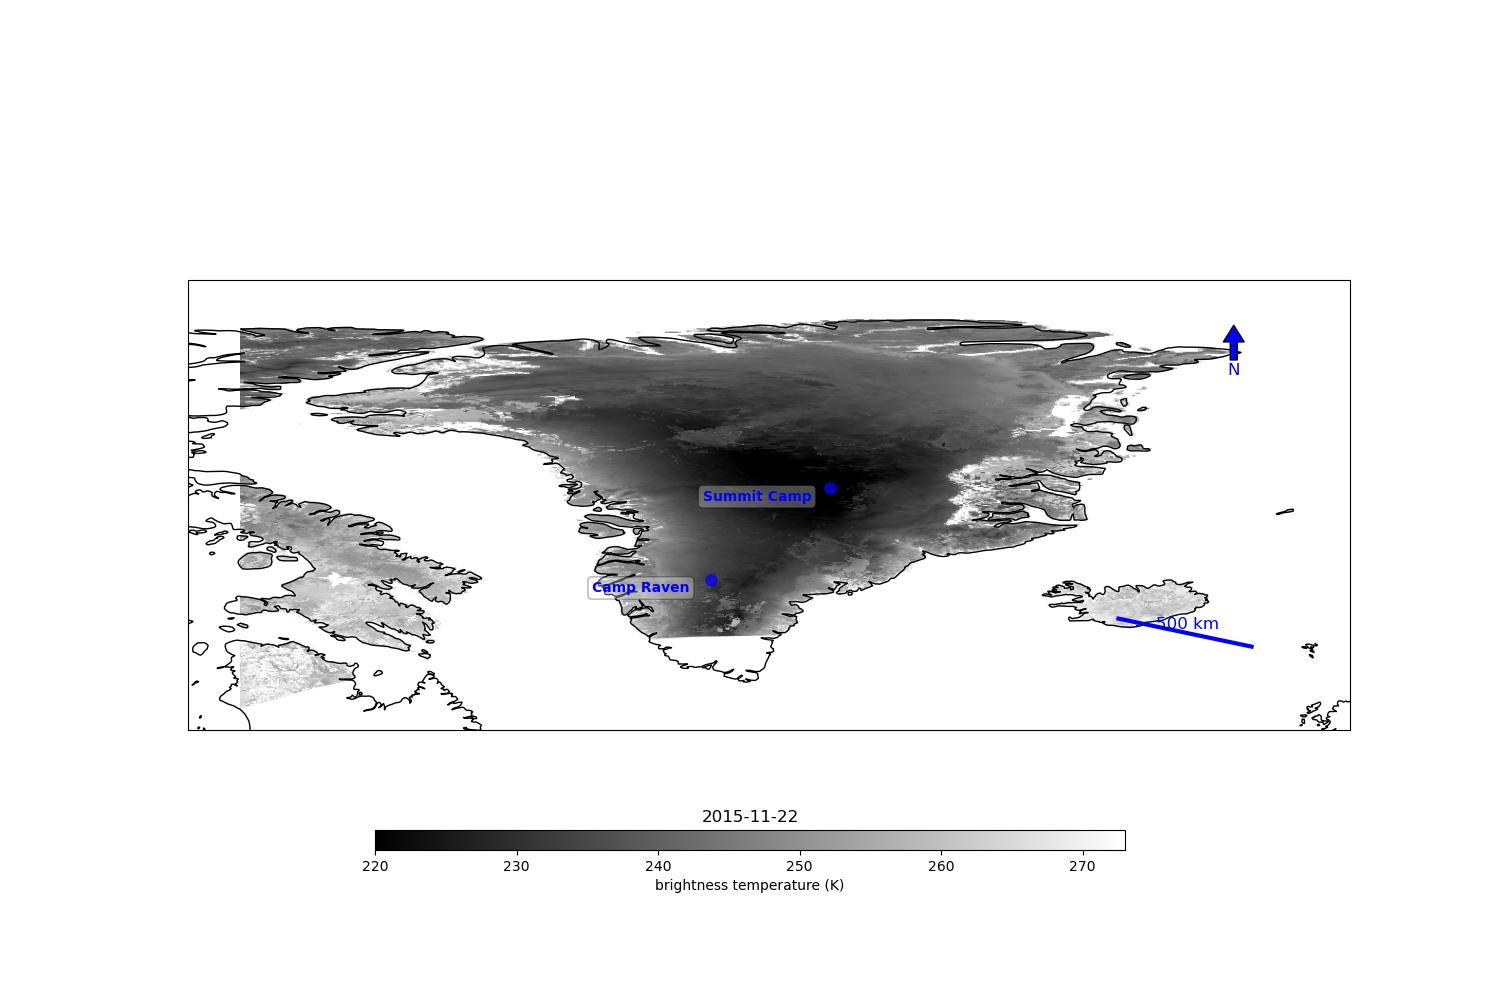 N
Summit Camp
Camp Raven
500 km
2015-11-22
220 230 240 250 260 270
brightness temperature (K)